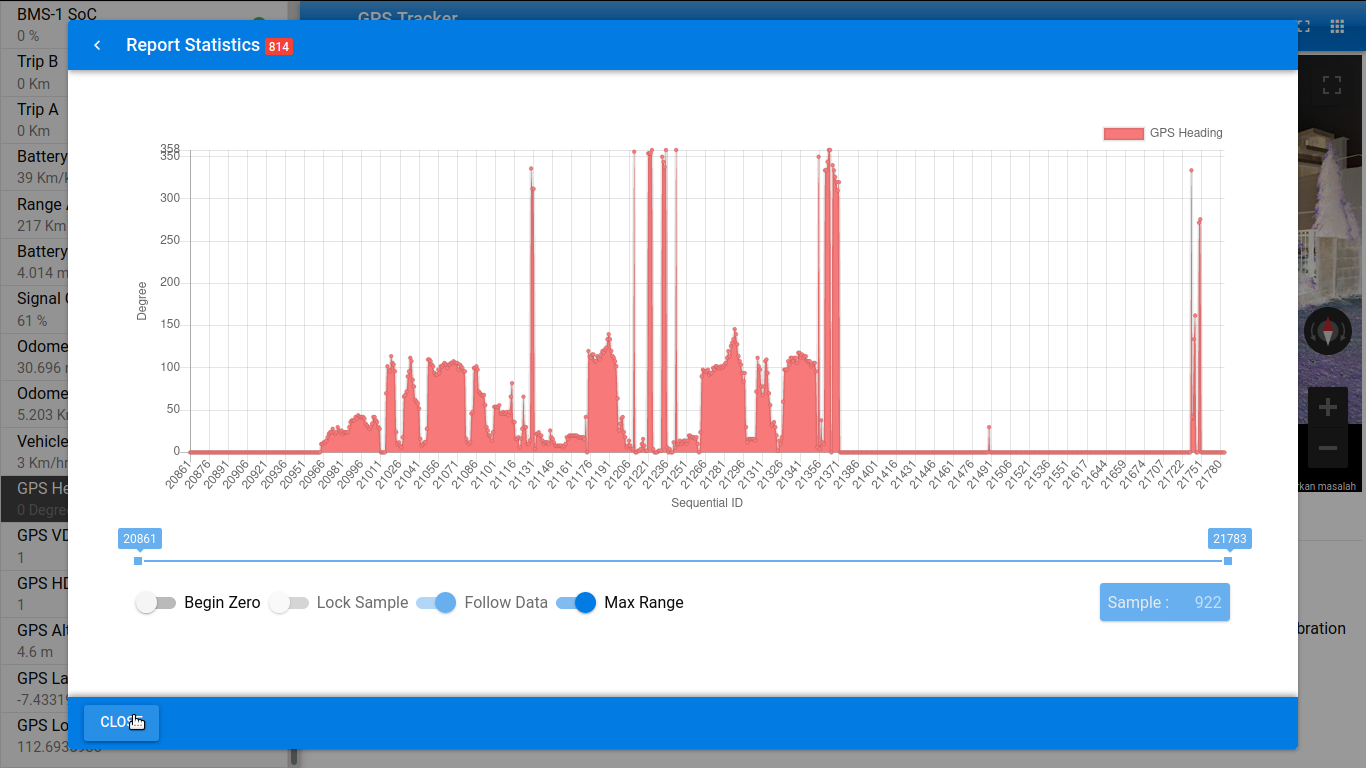 BMS-1 SoC
0 %
Trip B
0 Km
Trip A
0 Km
Battery
39 Km/k
Range
217 Km
Battery
4.014 m
Signal
61 %
Odome
30.696
Odome
5.203 K
Vehicle
3 Km/hr
GPS He
0 Degre
GPS VD
1
GPS HD
1
GPS Al
4.6 m
GPS La
-7.4331
GPS Lo
112.693
GPS Tracker
Report Statistics 814
GPS Heading
358
350
300
250
200
150
100
50
0
Degree
20861 20876 20891 20906 20921 20936 20951 20966 20981 20996 21011 21026 21041 21056 21071 21086 21101 21116 21131 21146 21161 21176 21191 21206 21221 21236 21251 21266 21281 21296 21311 21326 21341 21356 21371 21386 21401 21416 21431 21446 21461 21476 21491 21506 21521 21536 21551 21617 21644 21659 21674 21707 21722 21751 21780
Sequential ID
20861 21783
Begin Zero Lock Sample Follow Data Max Range Sample : 922
CLOSE
rkan masalah
bration